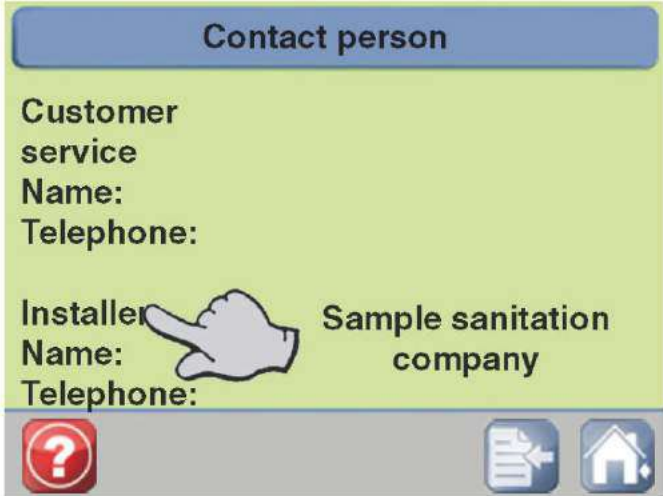 Contact person
Customer
service
Name:
Telephone:
Installer
Name:
Telephone:
Sample sanitation
company
?